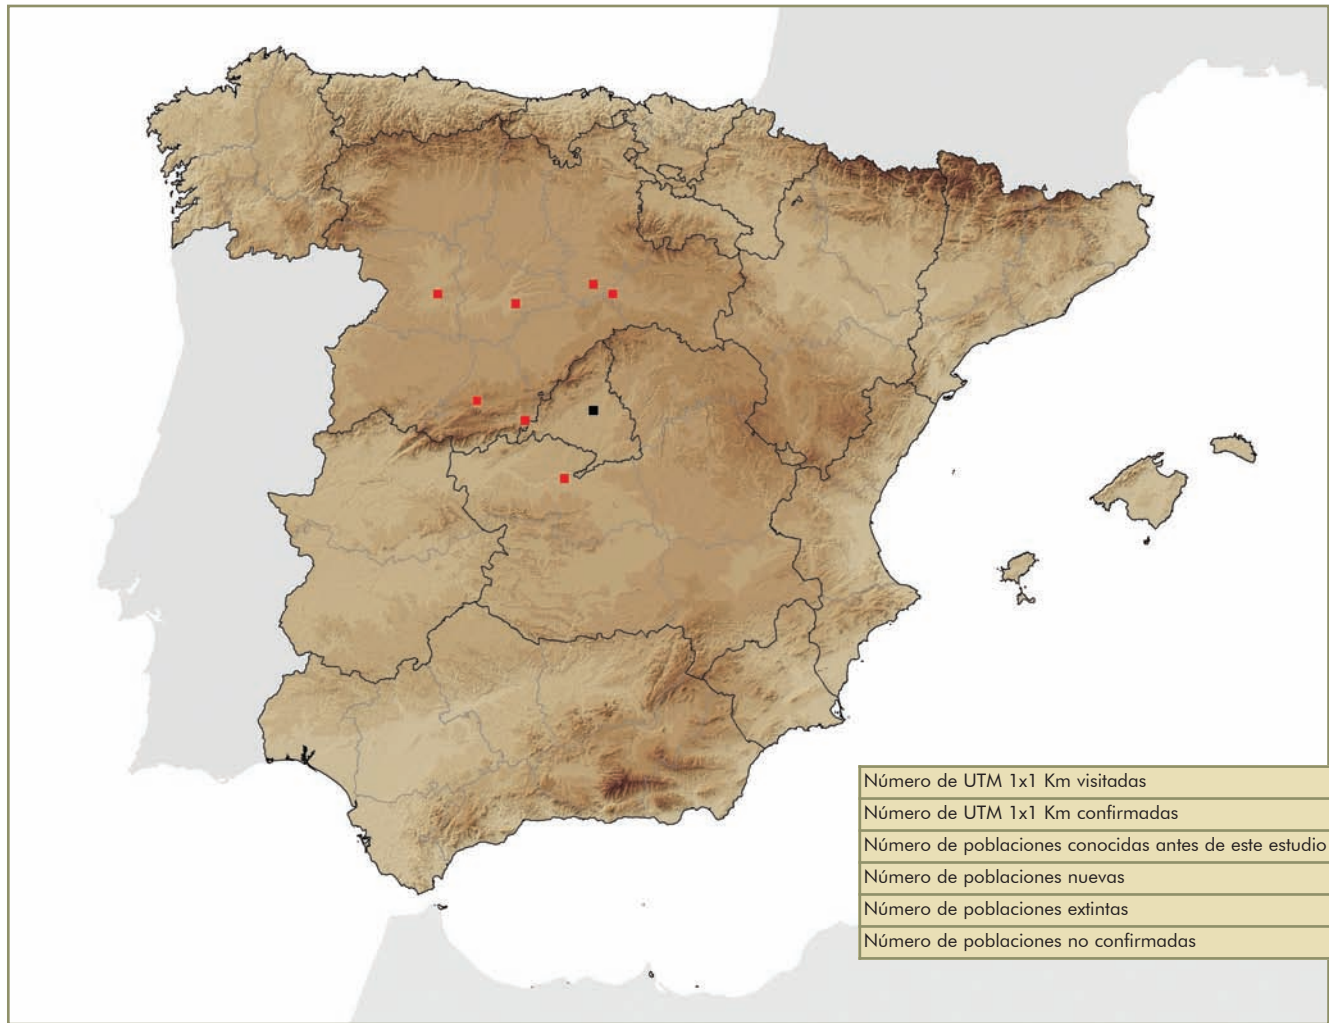 Número de UTM 1x1 Km visitadas
Número de UTM 1x1 Km confirmadas
Número de poblaciones conocidas antes de este estudio
Número de poblaciones nuevas
Número de poblaciones extintas
Número de poblaciones no confirmadas